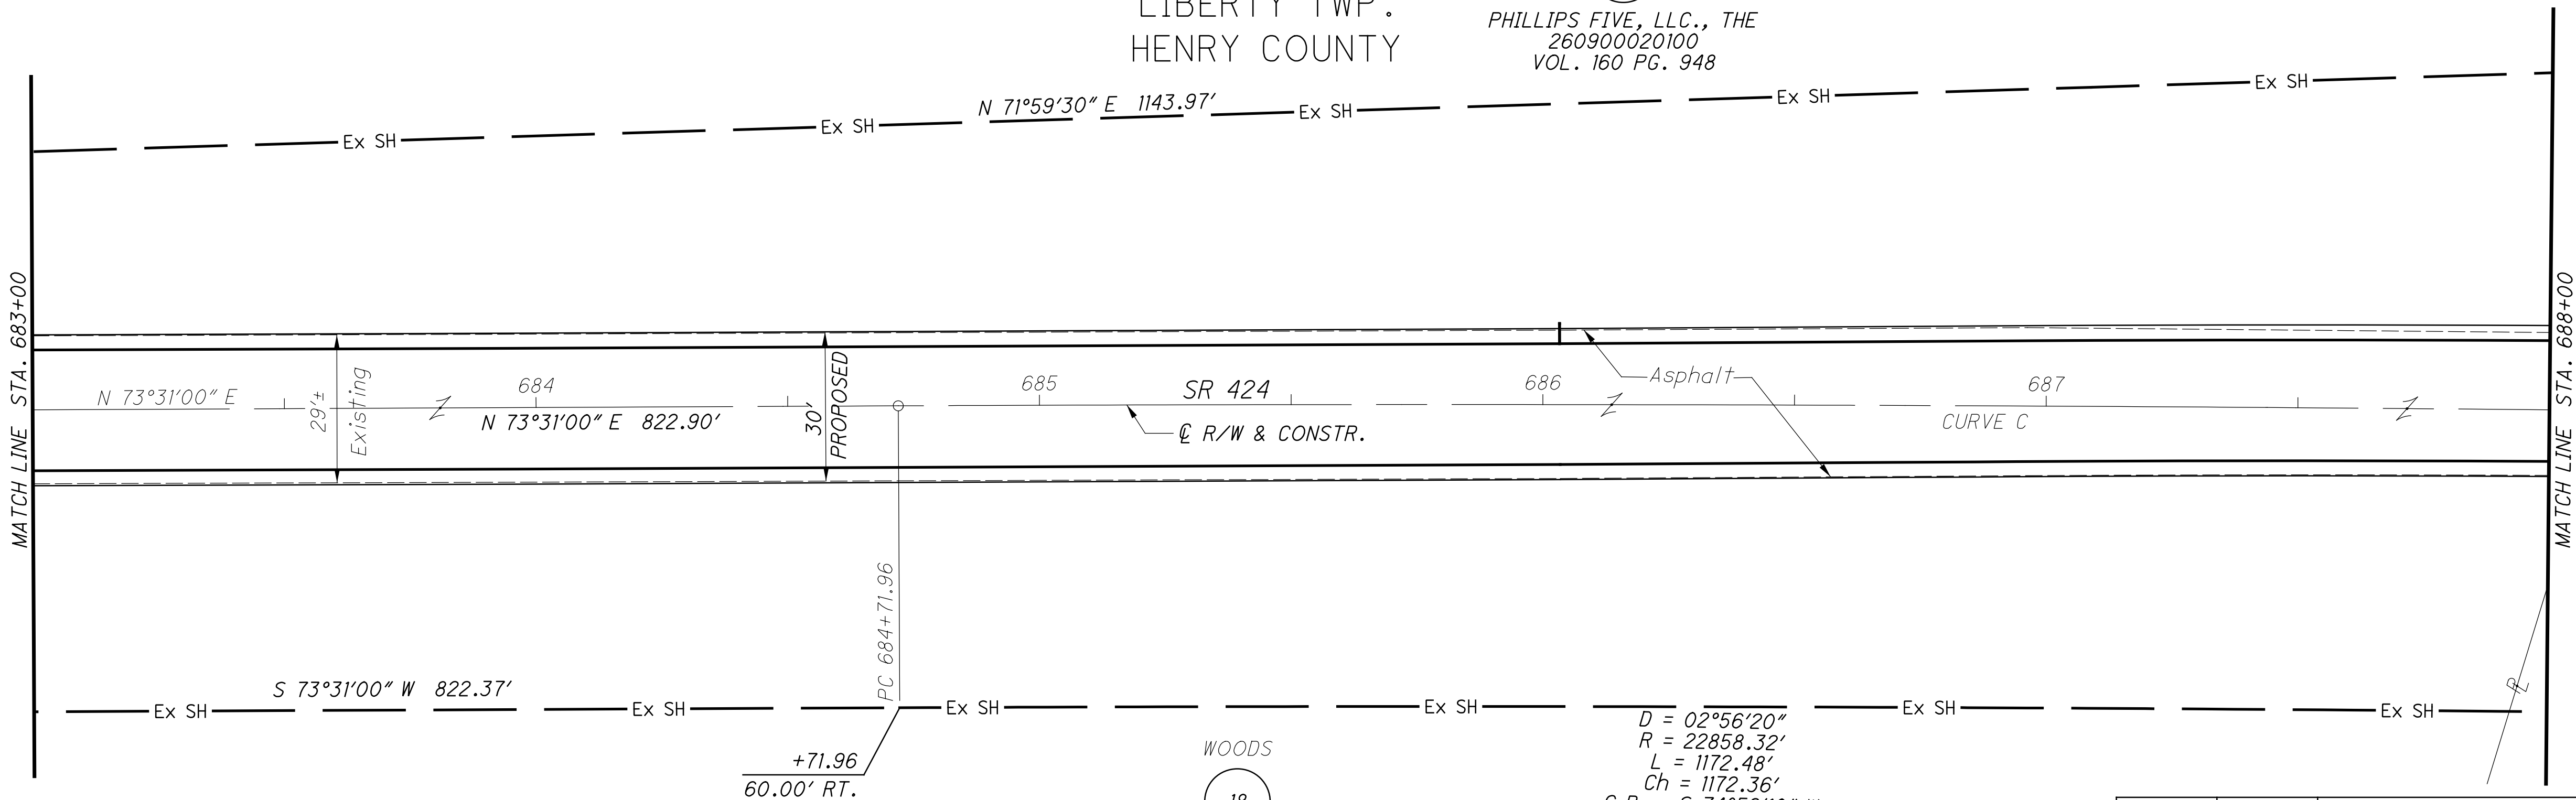 LIBERTY TWP.
HENRY COUNTY
PHILLIPS FIVE, LLC., THE
260900020100
VOL. 160 PG. 948
N 71°59'30" E 1143.97'
Ex SH
Ex SH
Ex SH
Ex SH
Ex SH
MATCH LINE STA. 683+00
MATCH LINE STA. 688+00
N 73°31'00" E
29'±
Existing
684
N 73°31'00" E 822.90'
30'
PROPOSED
685
SR 424
℄ R/W & CONSTR.
686
Asphalt
687
CURVE C
PC 684+71.96
S 73°31'00" W 822.37'
Ex SH
Ex SH
Ex SH
Ex SH
Ex SH
Ex SH
PL
+71.96
60.00' RT.
WOODS
18
D = 02°56'20"
R = 22858.32'
L = 1172.48'
Ch = 1172.36'